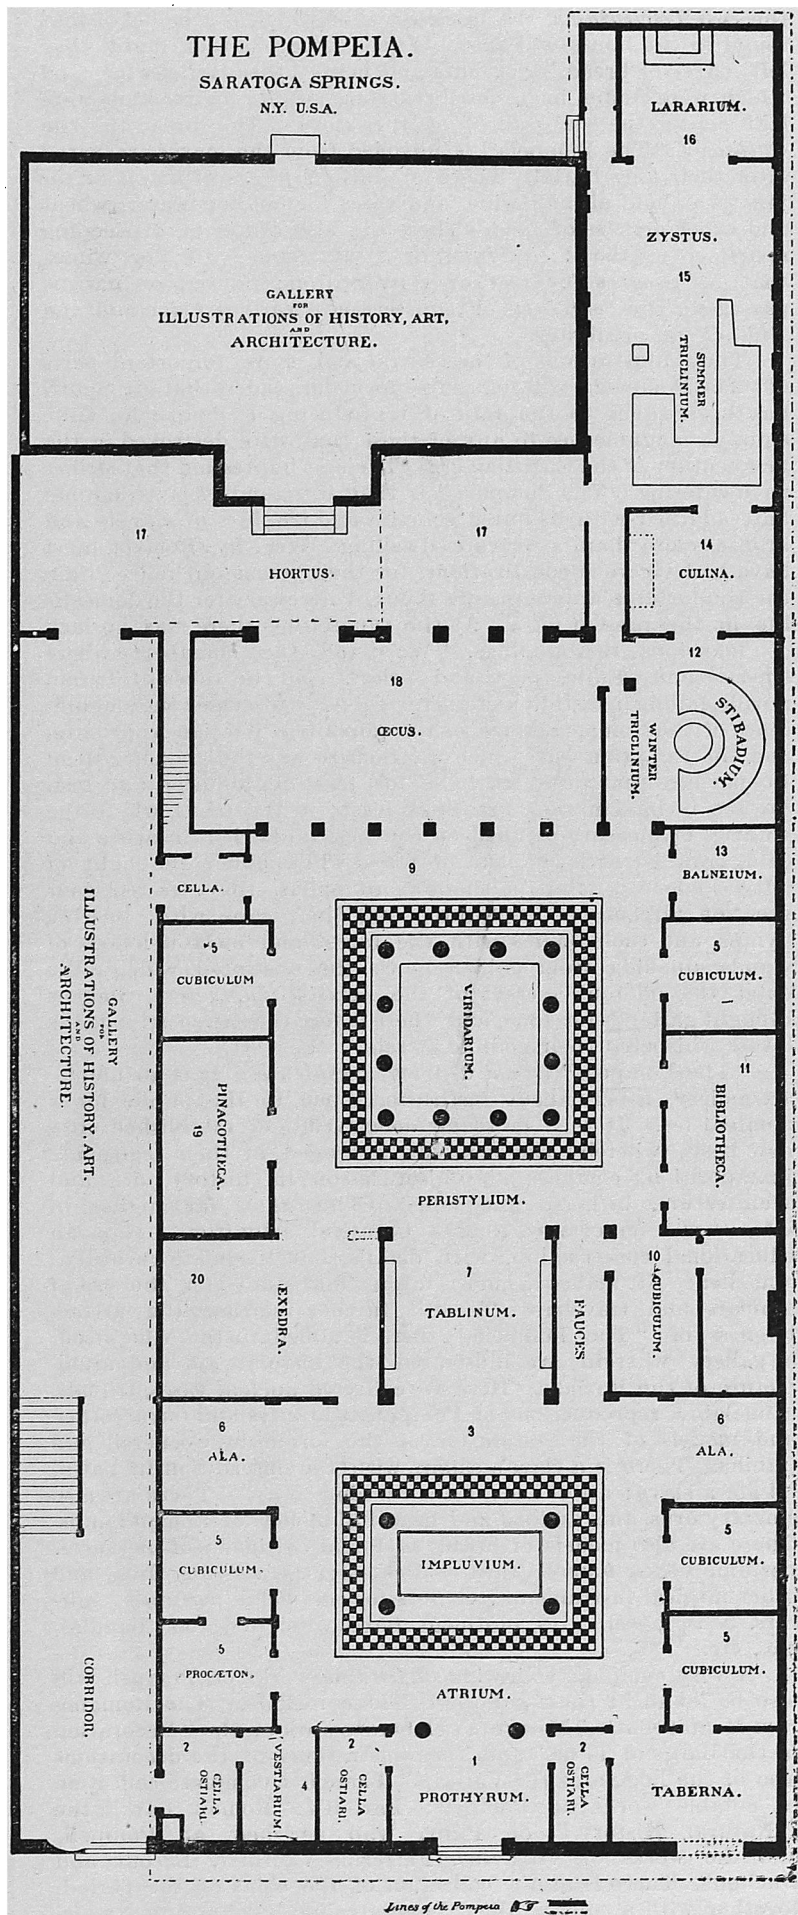 THE POMPEIA.
SARATOGA SPRINGS.
N.Y. U.S.A.
LARARIUM.
16
ZYSTUS.
15
GALLERY
FOR
ILLUSTRATIONS OF HISTORY, ART,
AND
ARCHITECTURE.
SUMMER
TRICLINIUM.
17
17
HORTUS.
14
CULINA.
12
18
ŒCUS.
WINTER
TRICLINIUM.
STIBADIUM.
9
13
BALNEIUM.
CELLA.
5
CUBICULUM
5
CUBICULUM.
VIRIDARIUM.
GALLERY
FOR
ILLUSTRATIONS OF HISTORY, ART.
AND
ARCHITECTURE.
11
BIBLIOTHECA.
PINACOTHECA.
19
PERISTYLIUM.
20
EXEDRA.
7
TABLINUM.
FAUCES
10
CUBICULUM.
6
ALA.
3
6
ALA.
5
CUBICULUM.
IMPLUVIUM.
5
CUBICULUM.
5
PROCÆTON.
5
CUBICULUM.
CORRIDOR.
ATRIUM.
2
CELLA
OSTIARI.
VESTIARIUM.
4
2
CELLA
OSTIARI.
1
PROTHYRUM.
2
CELLA
OSTIARI.
TABERNA.
Lines of the Pompeia